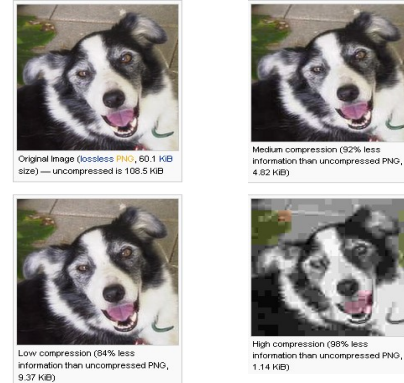 Original Image (lossless PNG, 60.1 KiB
size) — uncompressed is 108.5 KiB
Medium compression (92% less
information than uncompressed PNG,
4.82 KiB)
Low compression (84% less
information than uncompressed PNG,
9.37 KiB)
High compression (98% less
information than uncompressed PNG,
1.14 KiB)